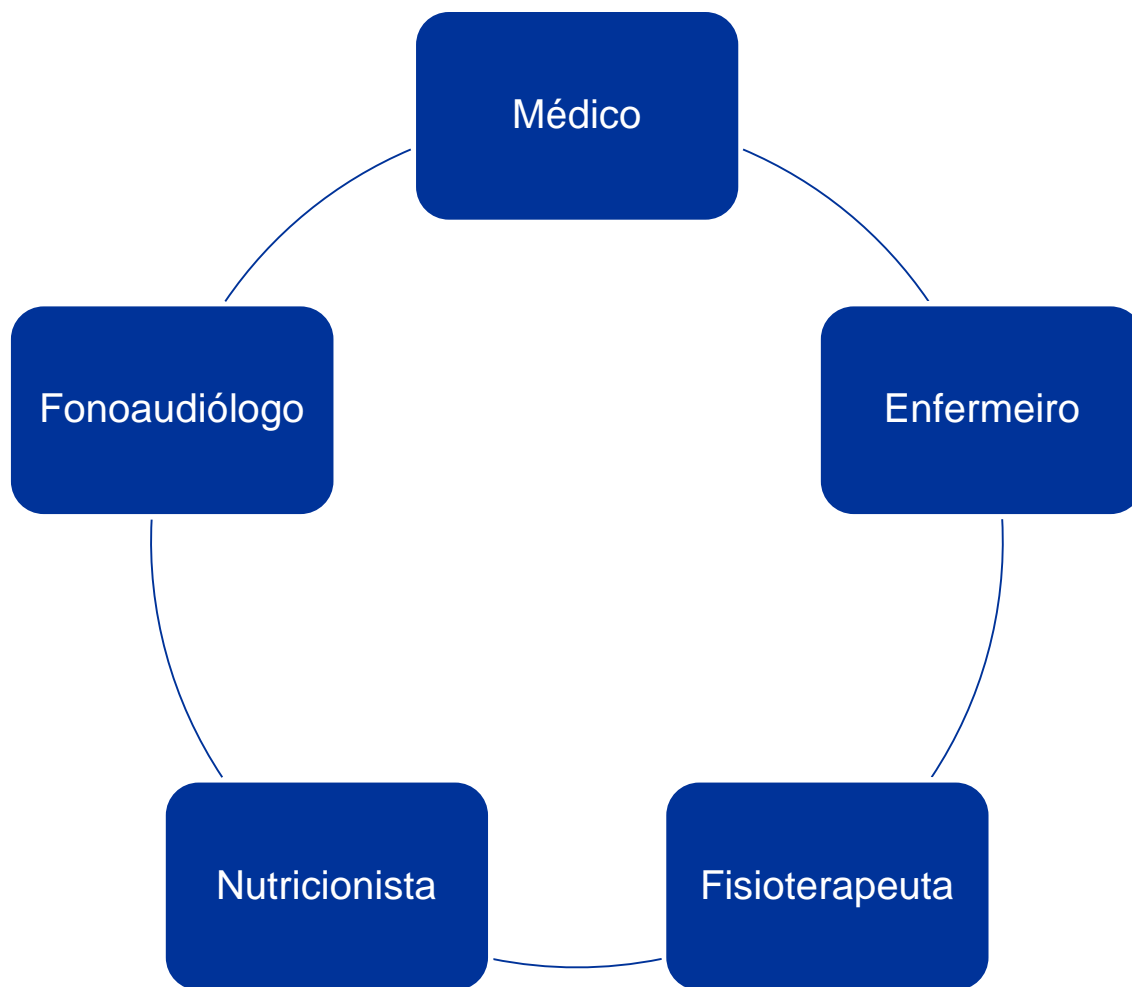 Médico
Enfermeiro
Fisioterapeuta
Nutricionista
Fonoaudiólogo